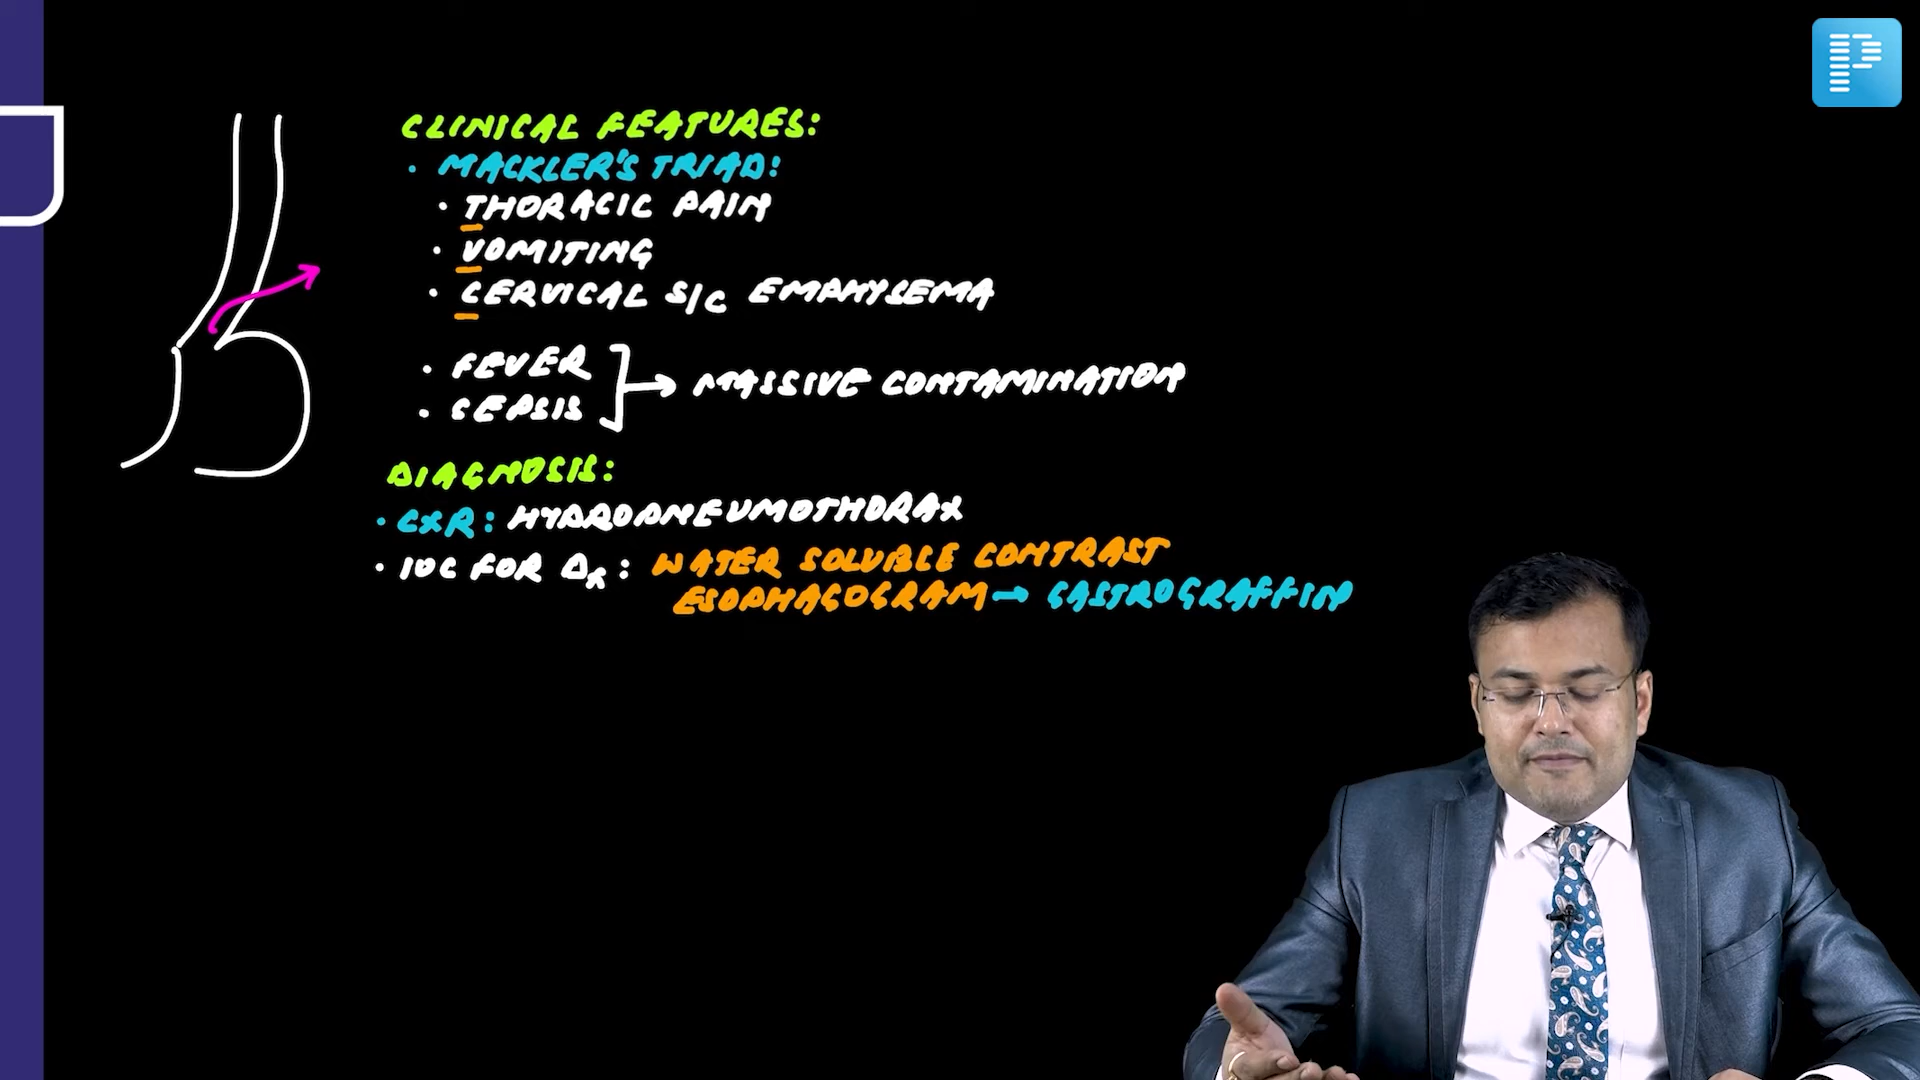 CLINICAL FEATURES:
• MACKLER'S TRIAD:
• THORACIC PAIN
• VOMITING
• CERVICAL S/C EMPHYSEMA
• FEVER
• SEPSIS
→ MASSIVE CONTAMINATION
DIAGNOSIS:
• CXR: HYDROPNEUMOTHORAX
• IOC FOR Δx: WATER SOLUBLE CONTRAST
ESOPHAGOGRAM → GASTROGRAFFIN